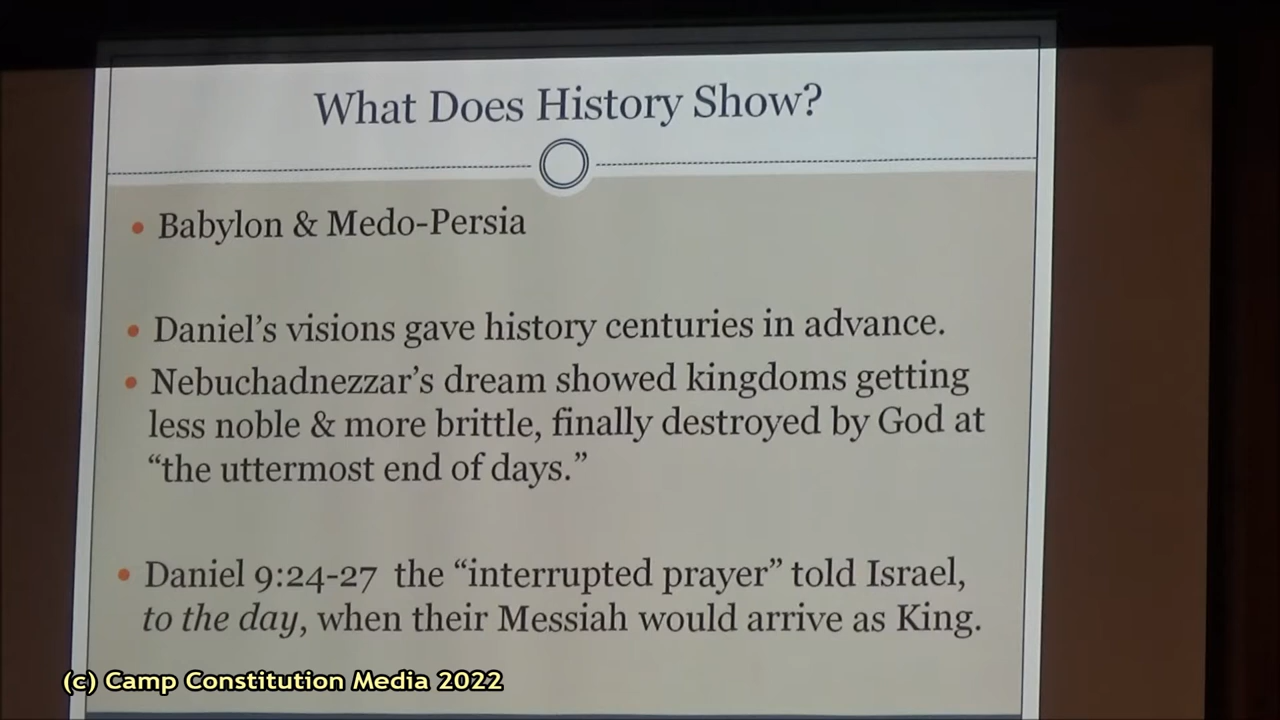 What Does History Show?
• Babylon & Medo-Persia
• Daniel’s visions gave history centuries in advance.
• Nebuchadnezzar’s dream showed kingdoms getting
less noble & more brittle, finally destroyed by God at
“the uttermost end of days.”
• Daniel 9:24-27 the “interrupted prayer” told Israel,
to the day, when their Messiah would arrive as King.
(c) Camp Constitution Media 2022